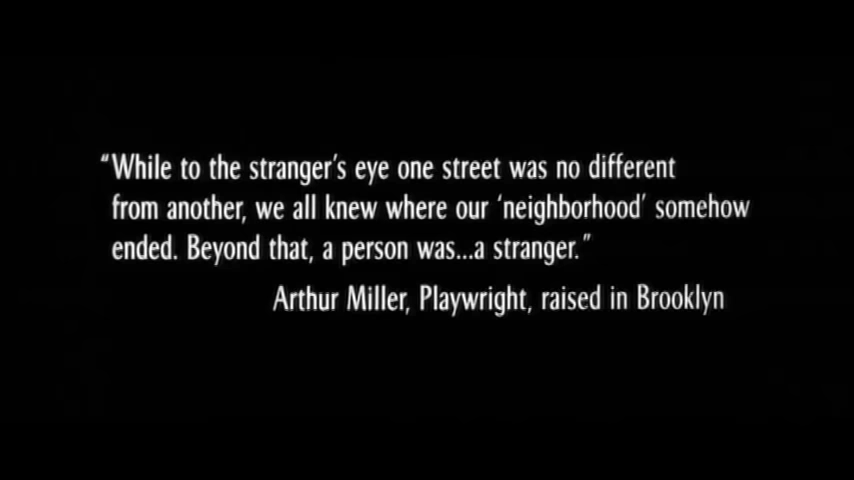 “While to the stranger’s eye one street was no different
from another, we all knew where our ‘neighborhood’ somehow
ended. Beyond that, a person was...a stranger.”
Arthur Miller, Playwright, raised in Brooklyn